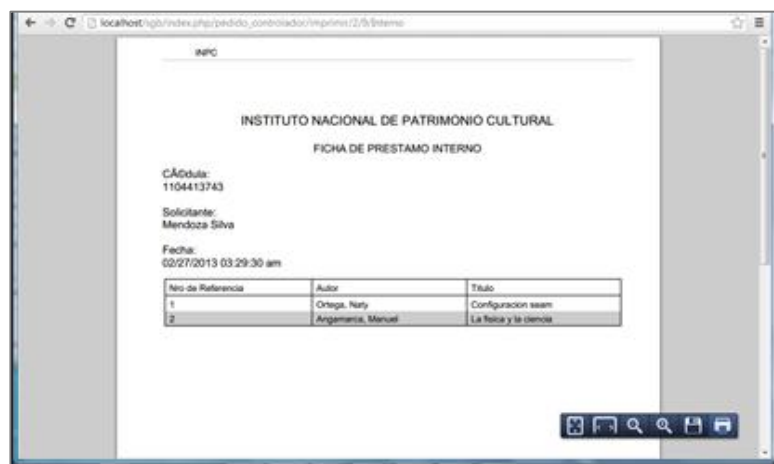 localhost/sgb/index.php/pedido_controlador/imprimir/2/9/Interno
INPC
INSTITUTO NACIONAL DE PATRIMONIO CULTURAL
FICHA DE PRESTAMO INTERNO
CÃ©dula:
1104413743
Solicitante:
Mendoza Silva
Fecha:
02/27/2013 03:29:30 am
Nro de Referencia Autor Titulo
1 Ortega, Naty Configuracion seam
2 Angamarca, Manuel La fisica y la ciencia